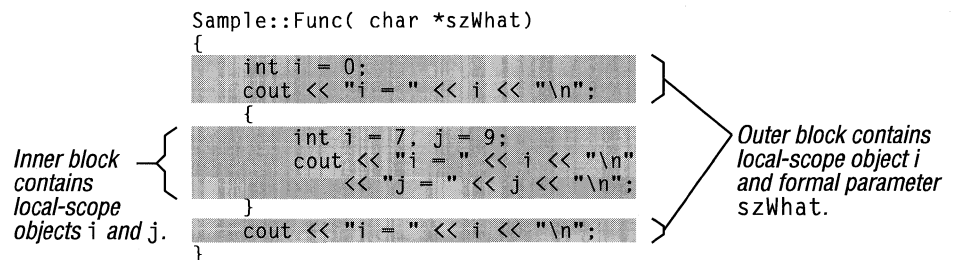 Sample::Func( char *szWhat)
{
int i = 0;
cout << "i = " << i << "\n";
{
int i = 7, j = 9;
cout << "i = " << i << "\n"
<< "j = " << j << "\n";
}
cout << "i = " << i << "\n";
}
Inner block
contains
local-scope
objects i and j.
Outer block contains
local-scope object i
and formal parameter
szWhat.